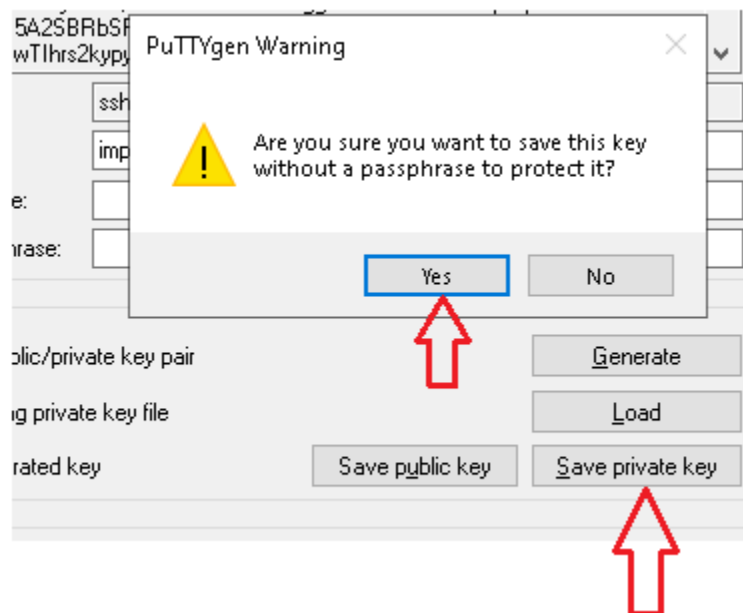 5A2SBRbSF
PuTTYgen Warning
wTIhrs2kypy
ssh
Are you sure you want to save this key
without a passphrase to protect it?
imp
e:
rase:
Yes
No
blic/private key pair
Generate
ng private key file
Load
rated key
Save public key
Save private key